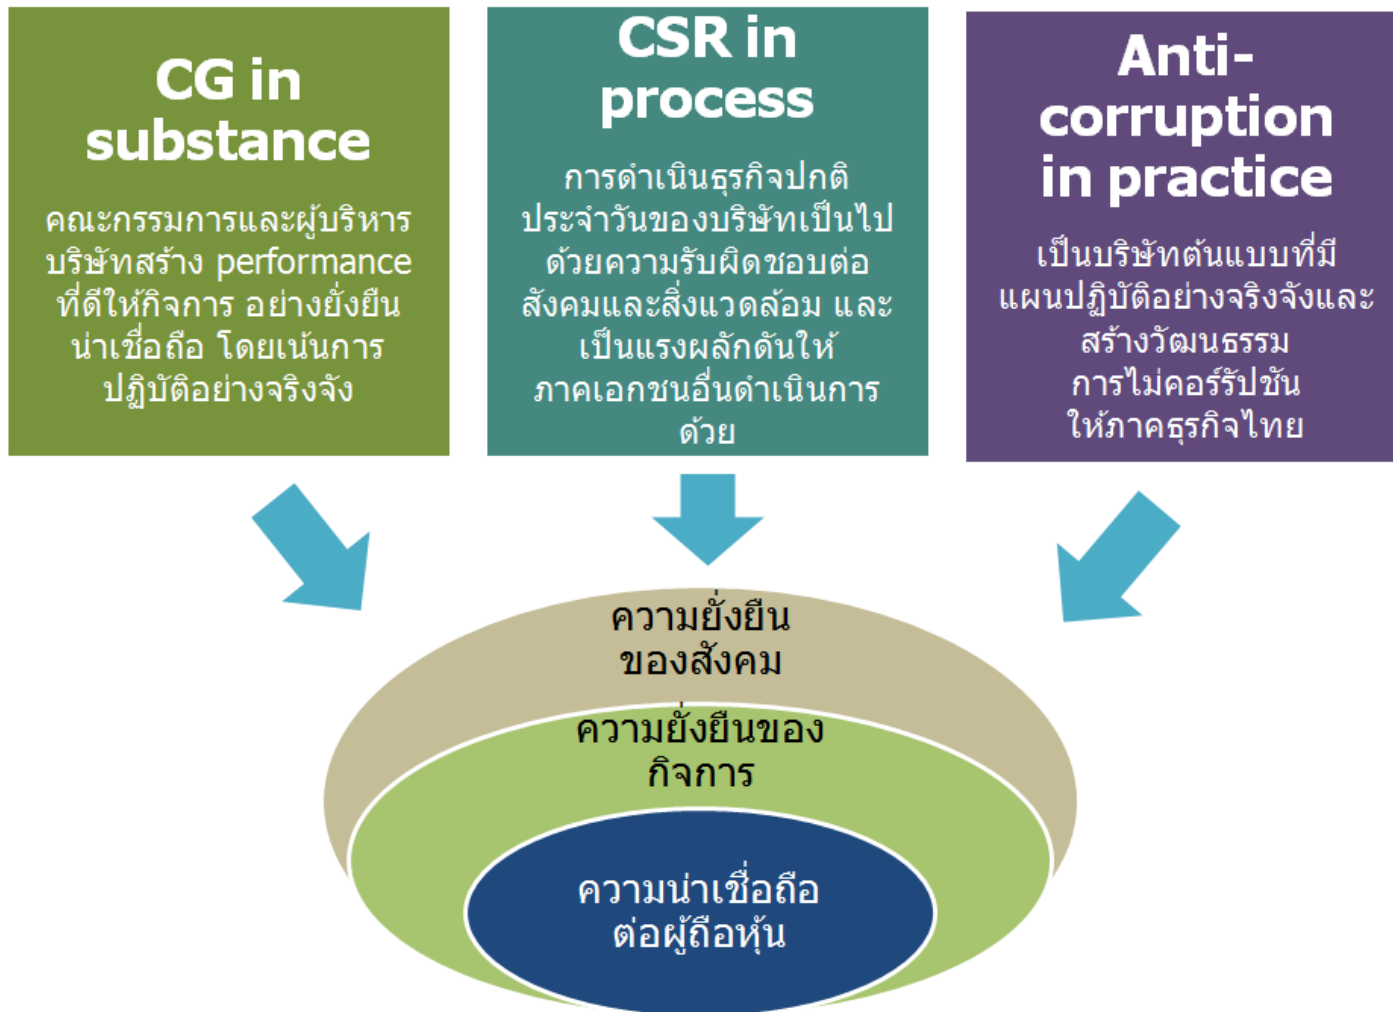 CG in
substance
คณะกรรมการและผู้บริหาร
บริษัทสร้าง performance
ที่ดีให้กิจการ อย่างยั่งยืน
น่าเชื่อถือ โดยเน้นการ
ปฏิบัติอย่างจริงจัง
CSR in
process
การดำเนินธุรกิจปกติ
ประจำวันของบริษัทเป็นไป
ด้วยความรับผิดชอบต่อ
สังคมและสิ่งแวดล้อม และ
เป็นแรงผลักดันให้
ภาคเอกชนอื่นดำเนินการ
ด้วย
Anti-
corruption
in practice
เป็นบริษัทต้นแบบที่มี
แผนปฏิบัติอย่างจริงจังและ
สร้างวัฒนธรรม
การไม่คอร์รัปชัน
ให้ภาคธุรกิจไทย
ความยั่งยืน
ของสังคม
ความยั่งยืนของ
กิจการ
ความน่าเชื่อถือ
ต่อผู้ถือหุ้น